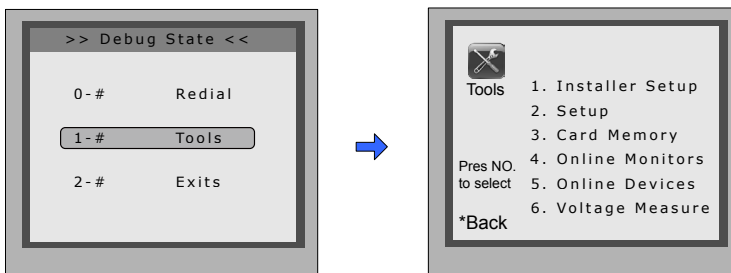 >> Debug State <<
0-# Redial
1-# Tools
2-# Exits
Tools
1. Installer Setup
2. Setup
3. Card Memory
4. Online Monitors
5. Online Devices
6. Voltage Measure
Pres NO.
to select
*Back